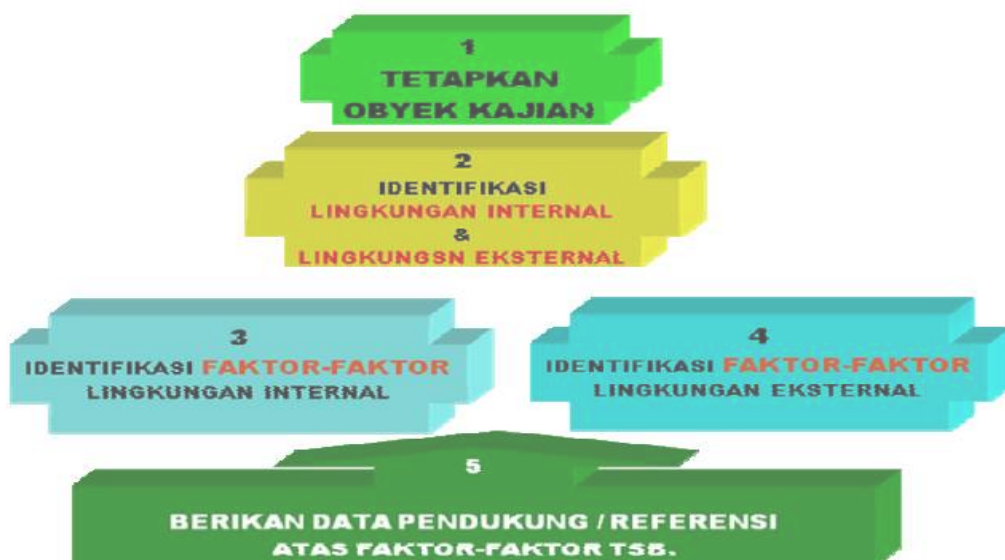 1
TETAPKAN
OBYEK KAJIAN
2
IDENTIFIKASI
LINGKUNGAN INTERNAL
&
LINGKUNGSN EKSTERNAL
3
IDENTIFIKASI FAKTOR-FAKTOR
LINGKUNGAN INTERNAL
4
IDENTIFIKASI FAKTOR-FAKTOR
LINGKUNGAN EKSTERNAL
5
BERIKAN DATA PENDUKUNG / REFERENSI
ATAS FAKTOR-FAKTOR TSB.